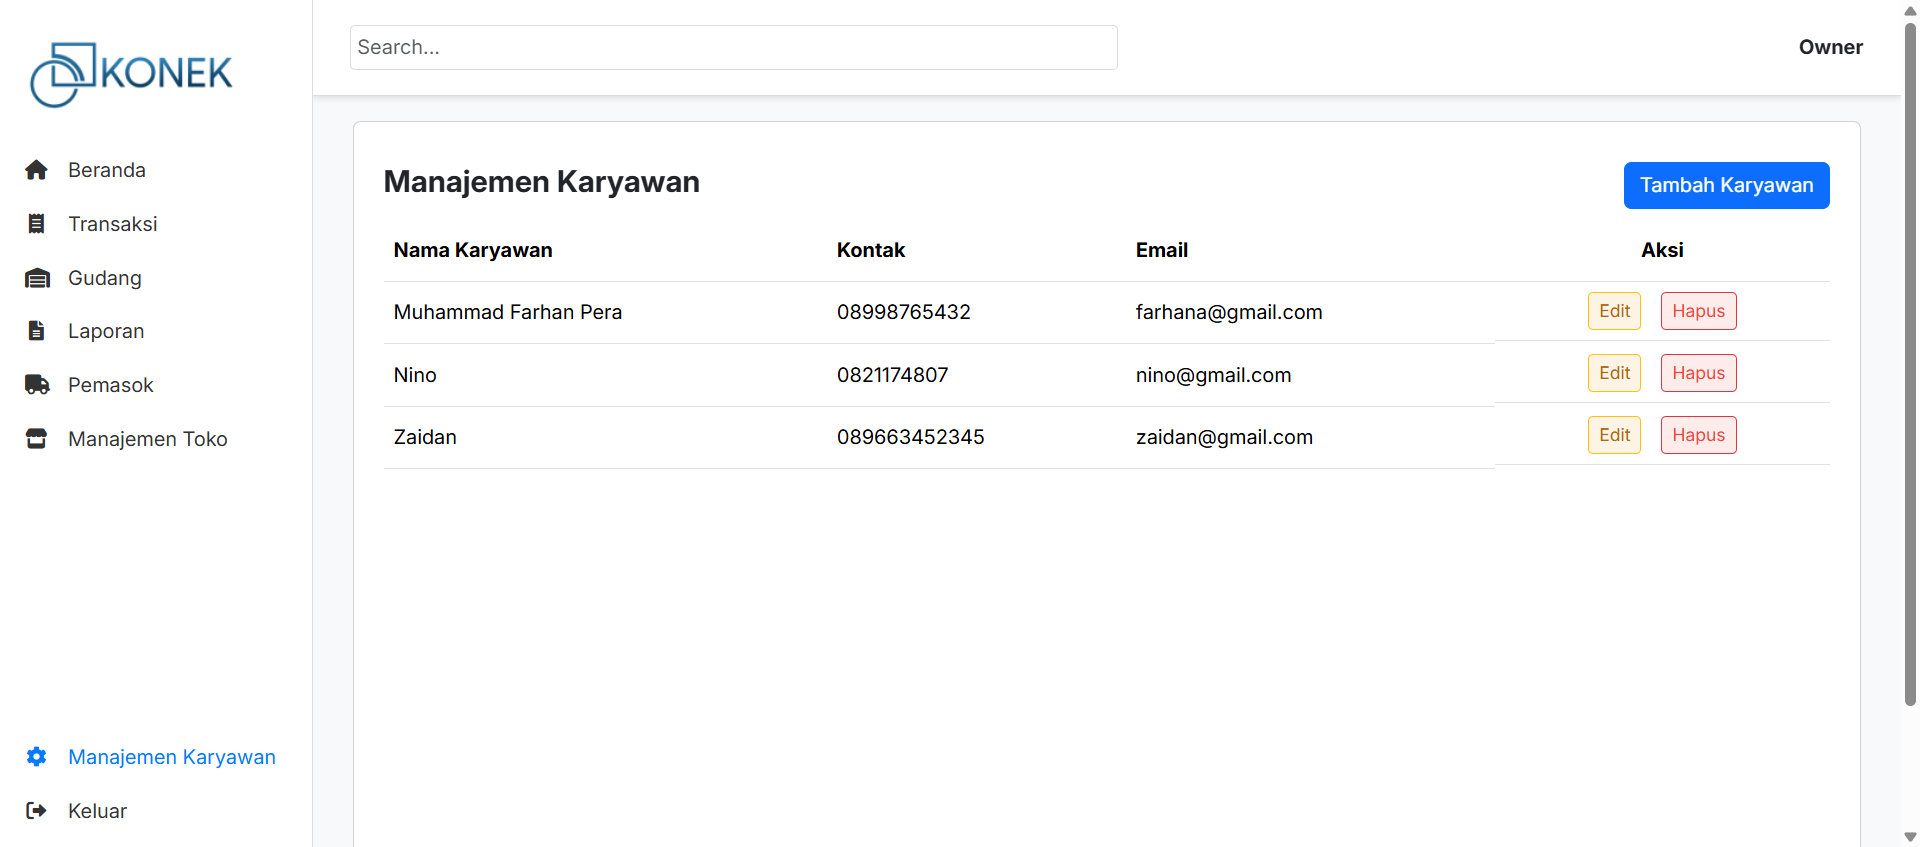 KONEK
Search...
Owner
Beranda
Transaksi
Gudang
Laporan
Pemasok
Manajemen Toko
Manajemen Karyawan
Keluar
Manajemen Karyawan
Tambah Karyawan
Nama Karyawan Kontak Email Aksi
Muhammad Farhan Pera 08998765432 farhana@gmail.com Edit Hapus
Nino 0821174807 nino@gmail.com Edit Hapus
Zaidan 089663452345 zaidan@gmail.com Edit Hapus